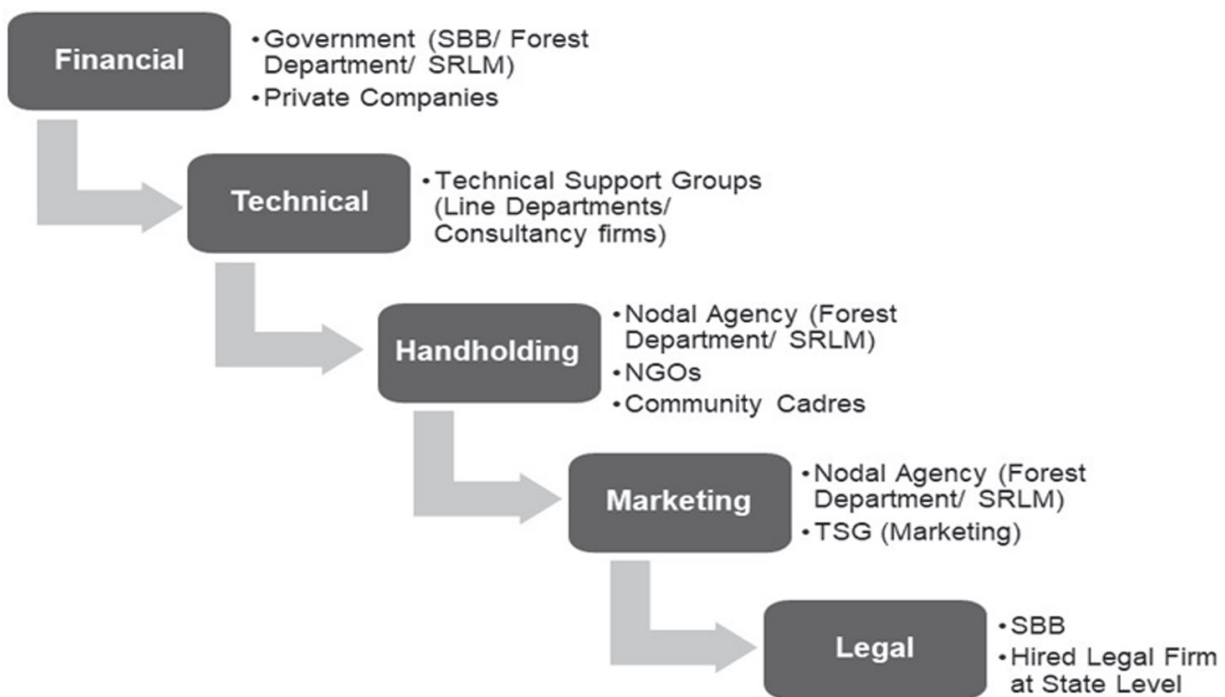 Financial
•Government (SBB/ Forest
Department/ SRLM)
•Private Companies
Technical
•Technical Support Groups
(Line Departments/
Consultancy firms)
Handholding
•Nodal Agency (Forest
Department/ SRLM)
•NGOs
•Community Cadres
Marketing
•Nodal Agency (Forest
Department/ SRLM)
•TSG (Marketing)
Legal
•SBB
•Hired Legal Firm
at State Level